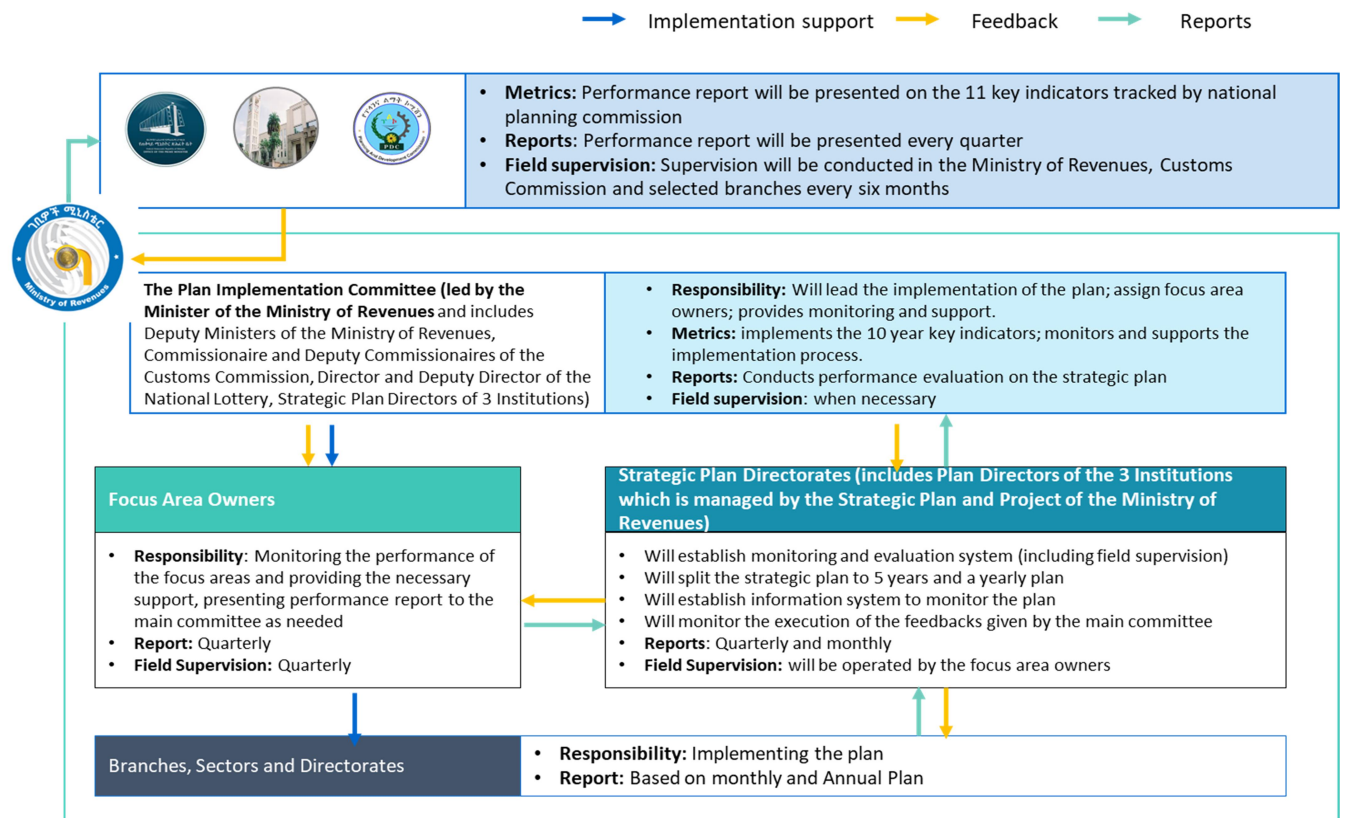 Implementation support
Feedback
Reports
PDC
Planning And Development Commission
• Metrics: Performance report will be presented on the 11 key indicators tracked by national
planning commission
• Reports: Performance report will be presented every quarter
• Field supervision: Supervision will be conducted in the Ministry of Revenues, Customs
Commission and selected branches every six months
ገቢዎች ሚኒስቴር
Ministry of Revenues
The Plan Implementation Committee (led by the
Minister of the Ministry of Revenues and includes
Deputy Ministers of the Ministry of Revenues,
Commissionaire and Deputy Commissionaires of the
Customs Commission, Director and Deputy Director of the
National Lottery, Strategic Plan Directors of 3 Institutions)
• Responsibility: Will lead the implementation of the plan; assign focus area
owners; provides monitoring and support.
• Metrics: implements the 10 year key indicators; monitors and supports the
implementation process.
• Reports: Conducts performance evaluation on the strategic plan
• Field supervision: when necessary
Focus Area Owners
• Responsibility: Monitoring the performance of
the focus areas and providing the necessary
support, presenting performance report to the
main committee as needed
• Report: Quarterly
• Field Supervision: Quarterly
Strategic Plan Directorates (includes Plan Directors of the 3 Institutions
which is managed by the Strategic Plan and Project of the Ministry of
Revenues)
• Will establish monitoring and evaluation system (including field supervision)
• Will split the strategic plan to 5 years and a yearly plan
• Will establish information system to monitor the plan
• Will monitor the execution of the feedbacks given by the main committee
• Reports: Quarterly and monthly
• Field Supervision: will be operated by the focus area owners
Branches, Sectors and Directorates
• Responsibility: Implementing the plan
• Report: Based on monthly and Annual Plan